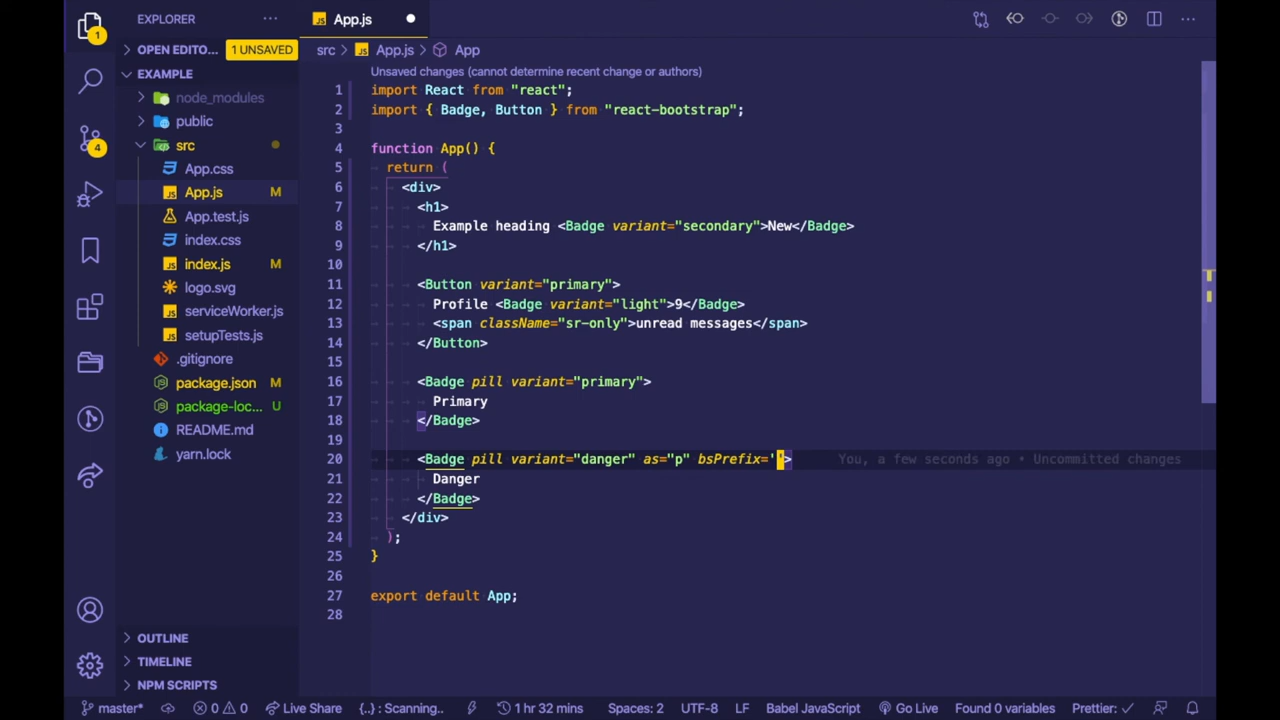 EXPLORER
App.js
OPEN EDITO...
1 UNSAVED
src > App.js > App
1
EXAMPLE
node_modules
public
src
App.css
App.js M
App.test.js
index.css
index.js M
logo.svg
serviceWorker.js
setupTests.js
.gitignore
package.json M
package-loc... U
README.md
yarn.lock
4
OUTLINE
TIMELINE
NPM SCRIPTS
Unsaved changes (cannot determine recent change or authors)
1 import React from "react";
2 import { Badge, Button } from "react-bootstrap";
3
4 function App() {
5 return (
6 <div>
7 <h1>
8 Example heading <Badge variant="secondary">New</Badge>
9 </h1>
10
11 <Button variant="primary">
12 Profile <Badge variant="light">9</Badge>
13 <span className="sr-only">unread messages</span>
14 </Button>
15
16 <Badge pill variant="primary">
17 Primary
18 </Badge>
19
20 <Badge pill variant="danger" as="p" bsPrefix=''> You, a few seconds ago • Uncommitted changes
21 Danger
22 </Badge>
23 </div>
24 );
25 }
26
27 export default App;
28
master* 0 0 Live Share {..} : Scanning.. 1 hr 32 mins Spaces: 2 UTF-8 LF Babel JavaScript Go Live Found 0 variables Prettier: ✓